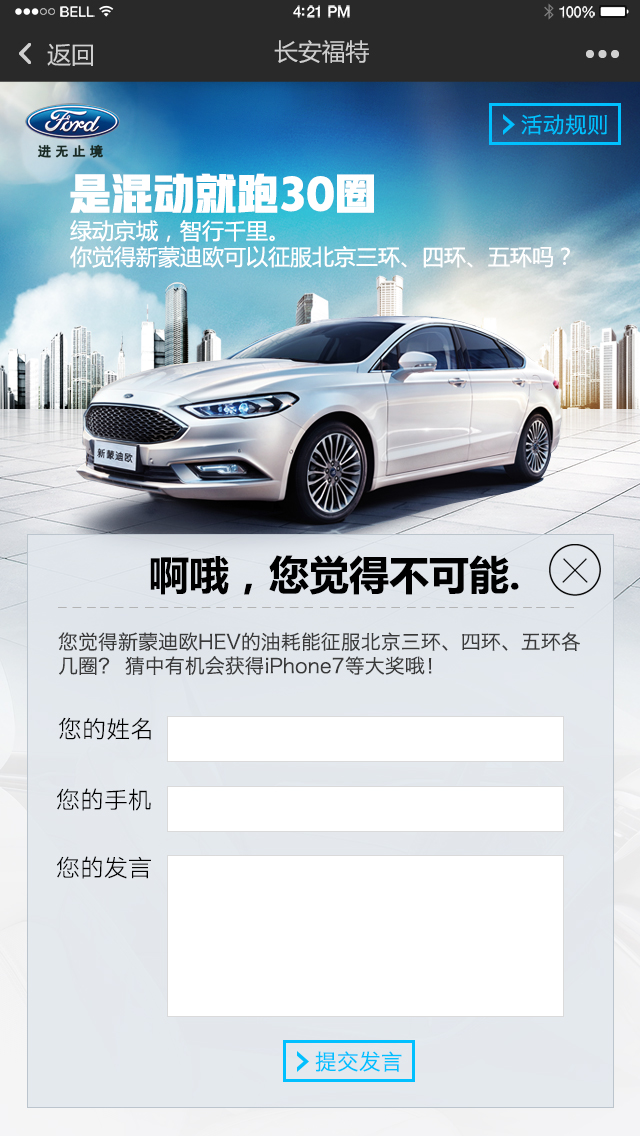 BELL 4:21 PM 100%
返回 长安福特
Ford
进无止境
活动规则
是混动就跑30圈
绿动京城，智行千里。
你觉得新蒙迪欧可以征服北京三环、四环、五环吗？
新蒙迪欧
啊哦，您觉得不可能.
您觉得新蒙迪欧HEV的油耗能征服北京三环、四环、五环各
几圈？ 猜中有机会获得iPhone7等大奖哦！
您的姓名
您的手机
您的发言
提交发言